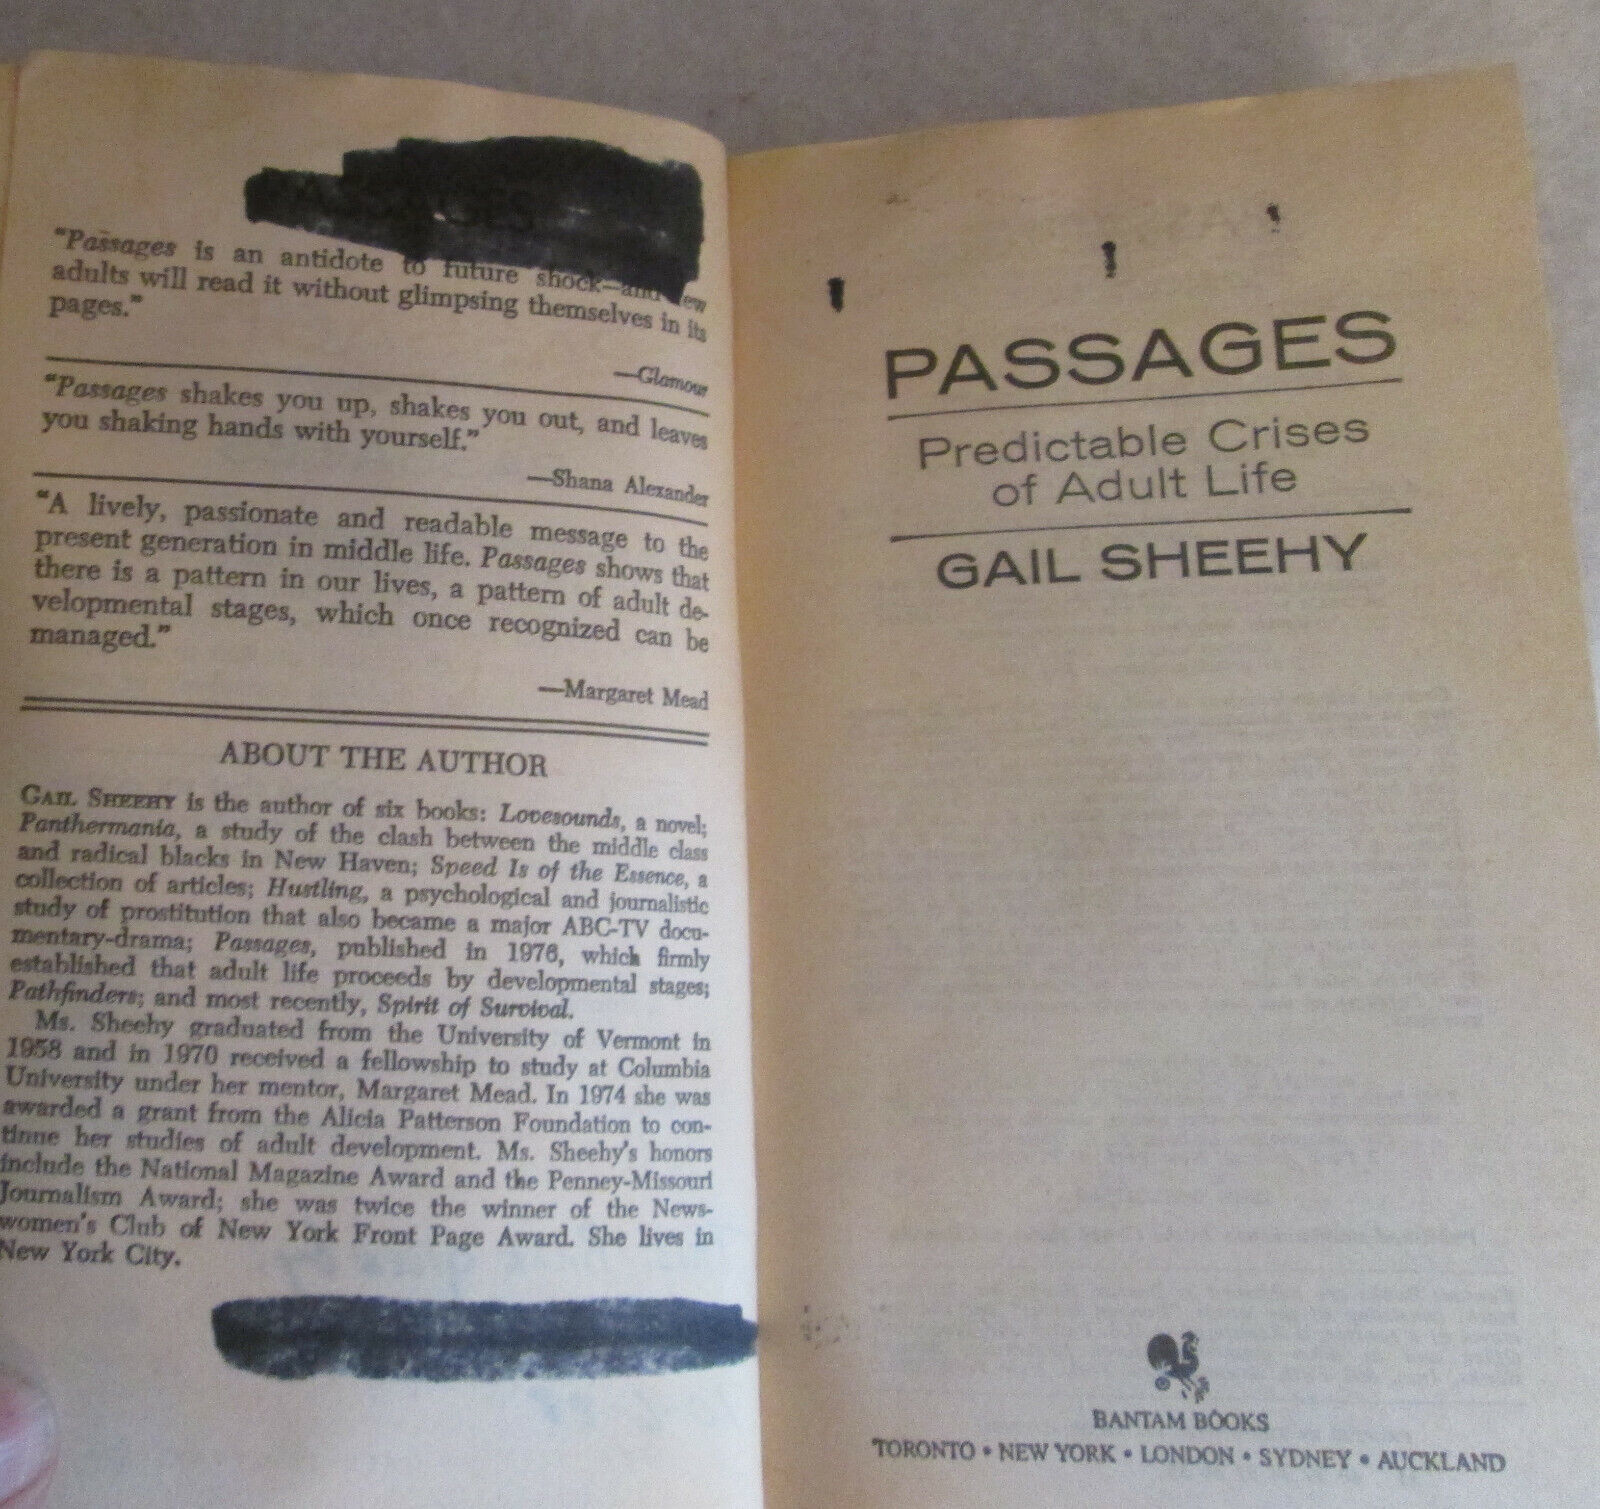 PASSAGES
"Passages is an antidote to future shock—and few
adults will read it without glimpsing themselves in its
pages."
—Glamour
"Passages shakes you up, shakes you out, and leaves
you shaking hands with yourself."
—Shana Alexander
"A lively, passionate and readable message to the
present generation in middle life. Passages shows that
there is a pattern in our lives, a pattern of adult de-
velopmental stages, which once recognized can be
managed."
—Margaret Mead
ABOUT THE AUTHOR
GAIL SHEEHY is the author of six books: Lovesounds, a novel;
Panthermania, a study of the clash between the middle class
and radical blacks in New Haven; Speed Is of the Essence, a
collection of articles; Hustling, a psychological and journalistic
study of prostitution that also became a major ABC-TV docu-
mentary-drama; Passages, published in 1976, which firmly
established that adult life proceeds by developmental stages;
Pathfinders; and most recently, Spirit of Survival.
Ms. Sheehy graduated from the University of Vermont in
1958 and in 1970 received a fellowship to study at Columbia
University under her mentor, Margaret Mead. In 1974 she was
awarded a grant from the Alicia Patterson Foundation to con-
tinue her studies of adult development. Ms. Sheehy's honors
include the National Magazine Award and the Penney-Missouri
Journalism Award; she was twice the winner of the News-
women's Club of New York Front Page Award. She lives in
New York City.
PASSAGES
Predictable Crises
of Adult Life
GAIL SHEEHY
BANTAM BOOKS
TORONTO • NEW YORK • LONDON • SYDNEY • AUCKLAND